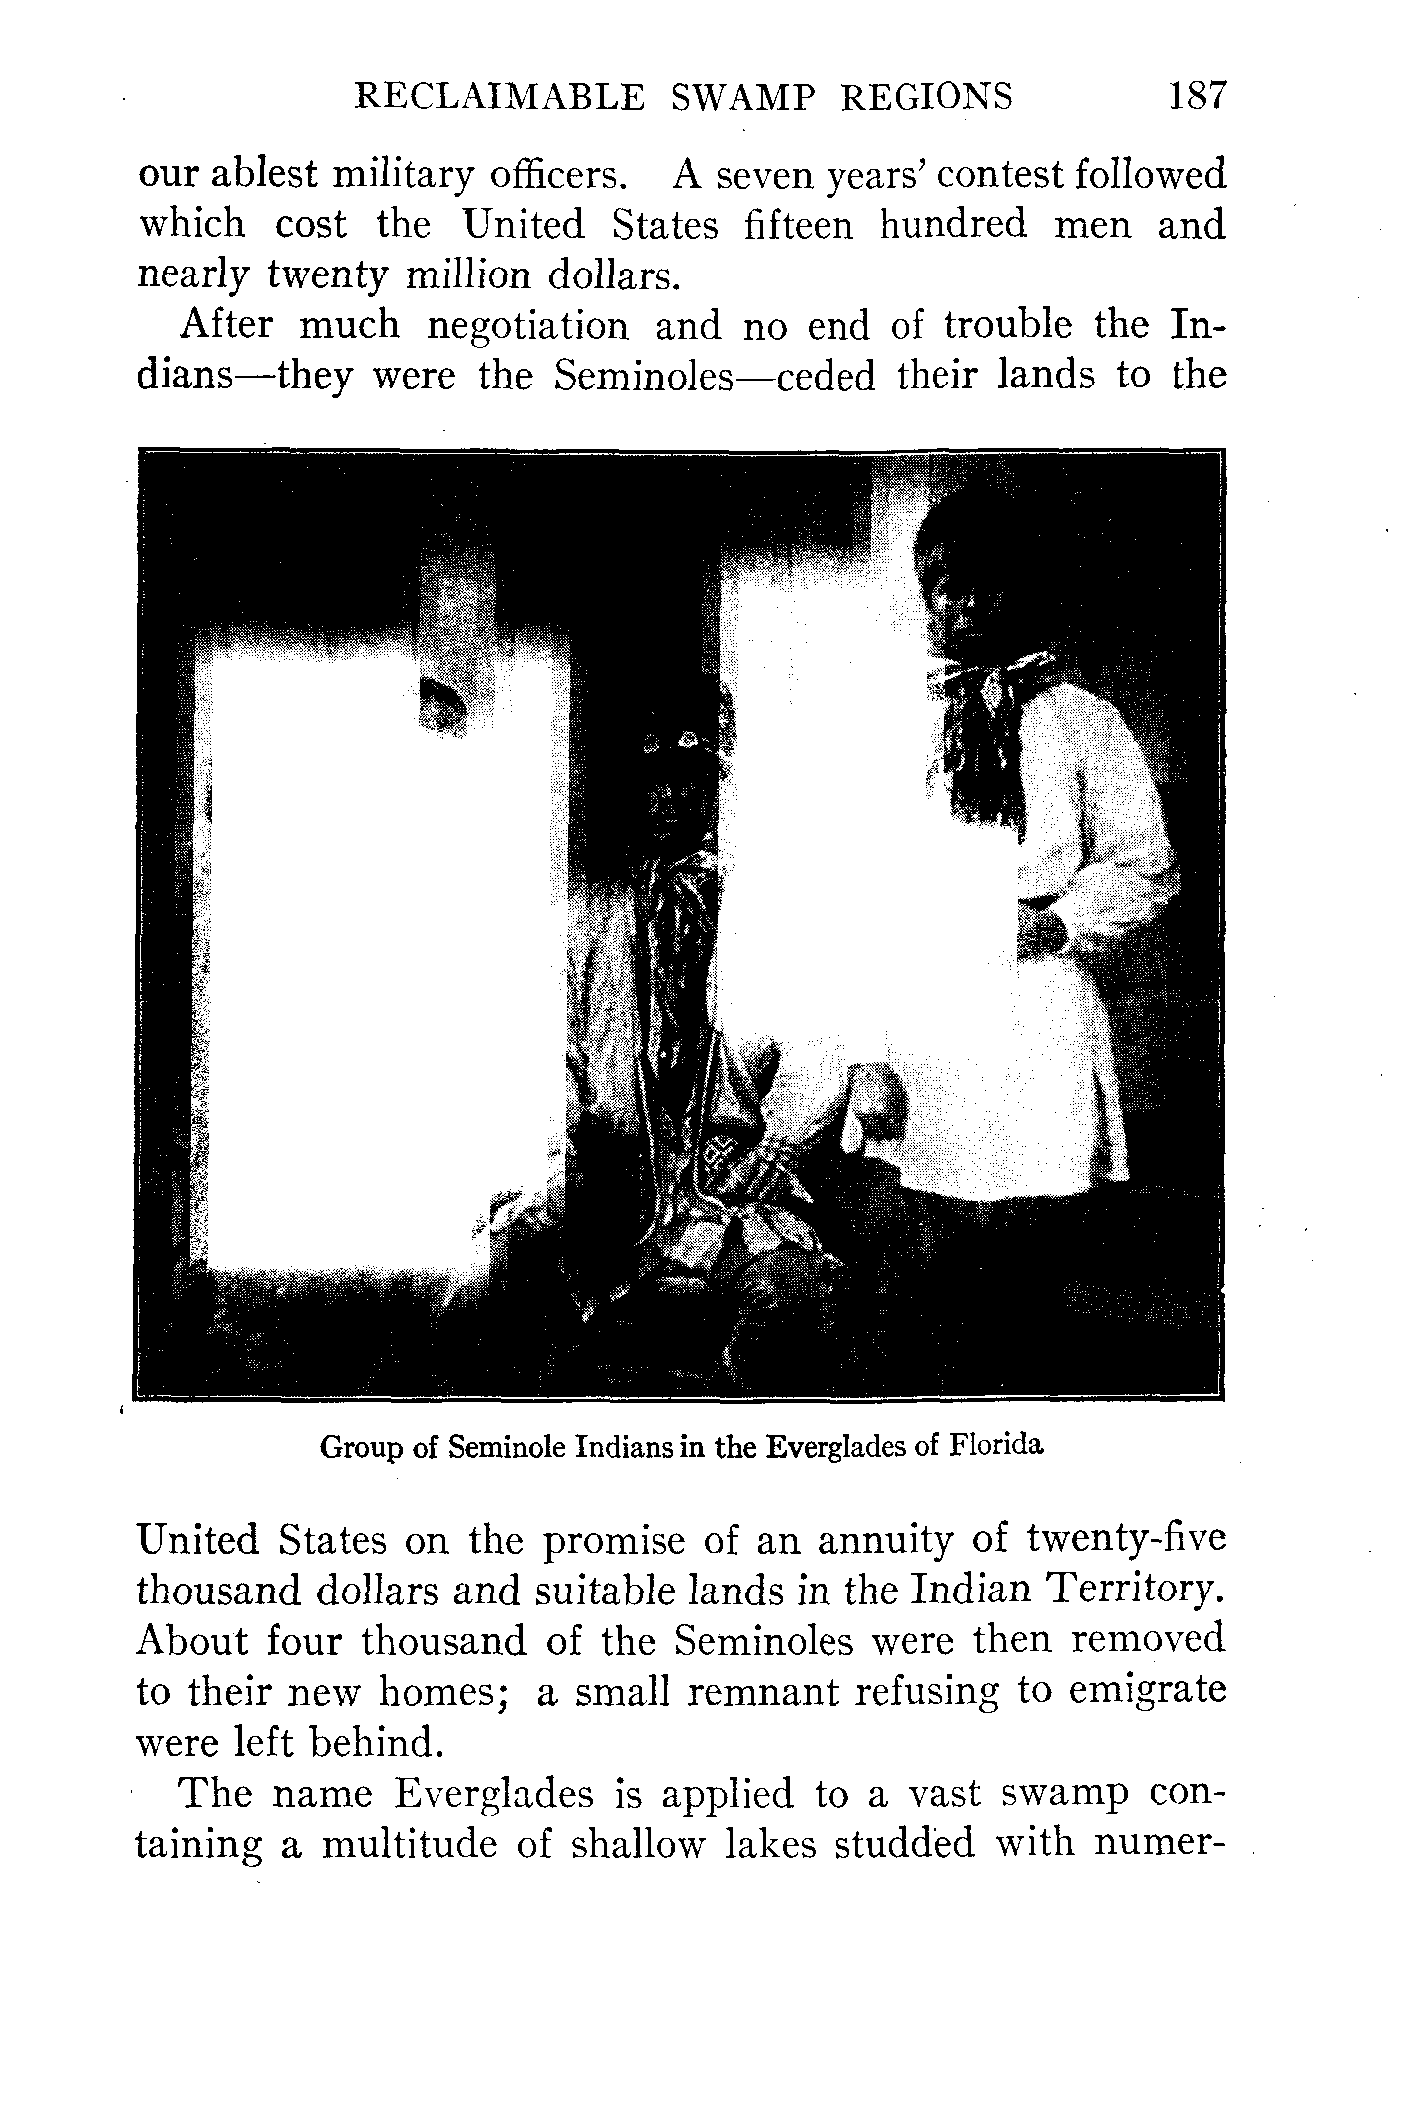 RECLAIMABLE SWAMP REGIONS 187
our ablest military officers. A seven years' contest followed
which cost the United States fifteen hundred men and
nearly twenty million dollars.
After much negotiation and no end of trouble the In-
dians—they were the Seminoles—ceded their lands to the
Group of Seminole Indians in the Everglades of Florida
United States on the promise of an annuity of twenty-five
thousand dollars and suitable lands in the Indian Territory.
About four thousand of the Seminoles were then removed
to their new homes; a small remnant refusing to emigrate
were left behind.
The name Everglades is applied to a vast swamp con-
taining a multitude of shallow lakes studded with numer-